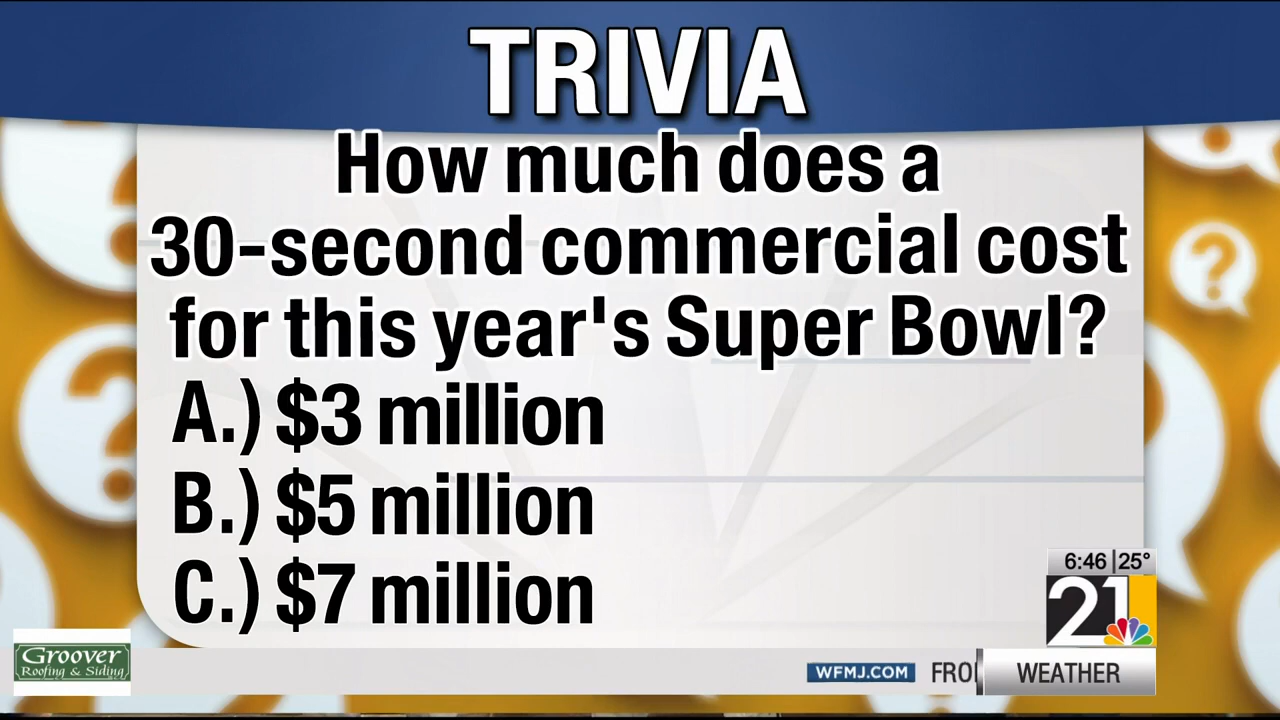 TRIVIA
How much does a
30-second commercial cost
for this year's Super Bowl?
A.) $3 million
B.) $5 million
C.) $7 million
6:46 25°
21
Groover
Roofing & Siding
WFMJ.COM
WEATHER